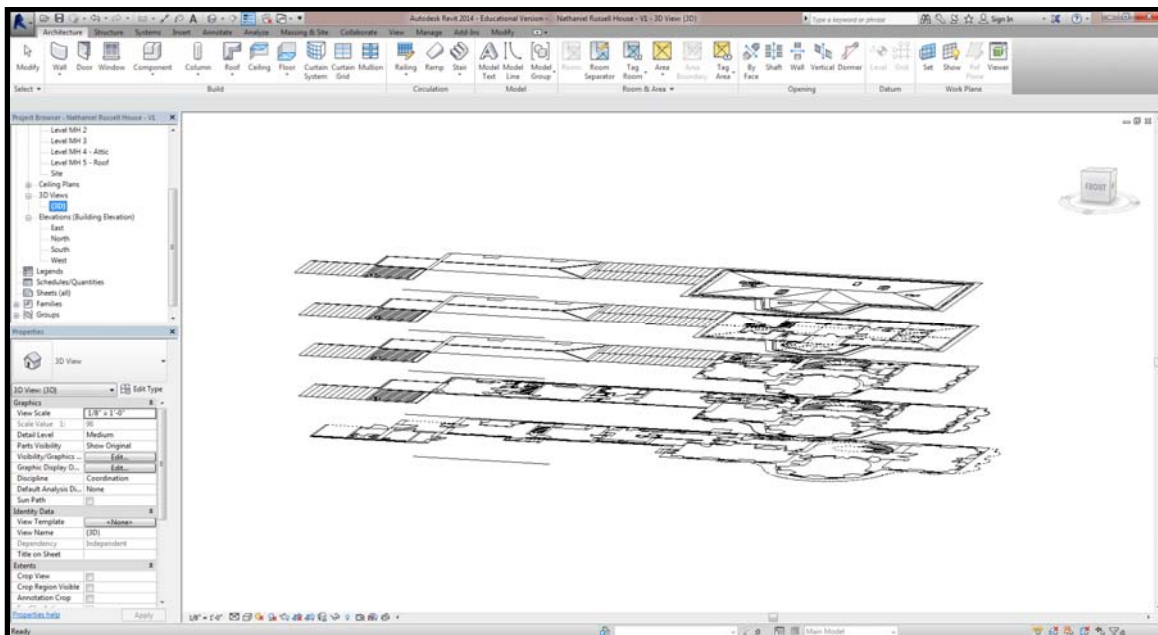 Autodesk Revit 2014 - Educational Version - Nathaniel Russell House - V1 - 3D View: {3D}
Type a keyword or phrase
Sign In
Architecture Structure Systems Insert Annotate Analyze Massing & Site Collaborate View Manage Add-Ins Modify
Modify Wall Door Window Component Column Roof Ceiling Floor Curtain System Curtain Grid Mullion Railing Ramp Stair Model Text Model Line Model Group Room Room Separator Tag Room Area Area Boundary Tag Area By Face Shaft Wall Vertical Dormer Level Grid Set Show Ref Plane Viewer
Select Build Circulation Model Room & Area Opening Datum Work Plane
Project Browser - Nathaniel Russell House - V1
Level MH 2
Level MH 3
Level MH 4 - Attic
Level MH 5 - Roof
Site
Ceiling Plans
3D Views
{3D}
Elevations (Building Elevation)
East
North
South
West
Legends
Schedules/Quantities
Sheets (all)
Families
Groups
Properties
3D View
3D View: {3D} Edit Type
Graphics
View Scale 1/8" = 1'-0"
Scale Value 1: 96
Detail Level Medium
Parts Visibility Show Original
Visibility/Graphics ... Edit...
Graphic Display O... Edit...
Discipline Coordination
Default Analysis Di... None
Sun Path
Identity Data
View Template <None>
View Name {3D}
Dependency Independent
Title on Sheet
Extents
Crop View
Crop Region Visible
Annotation Crop
Properties help Apply
1/8" = 1'-0"
Ready
:0
Main Model
FRONT